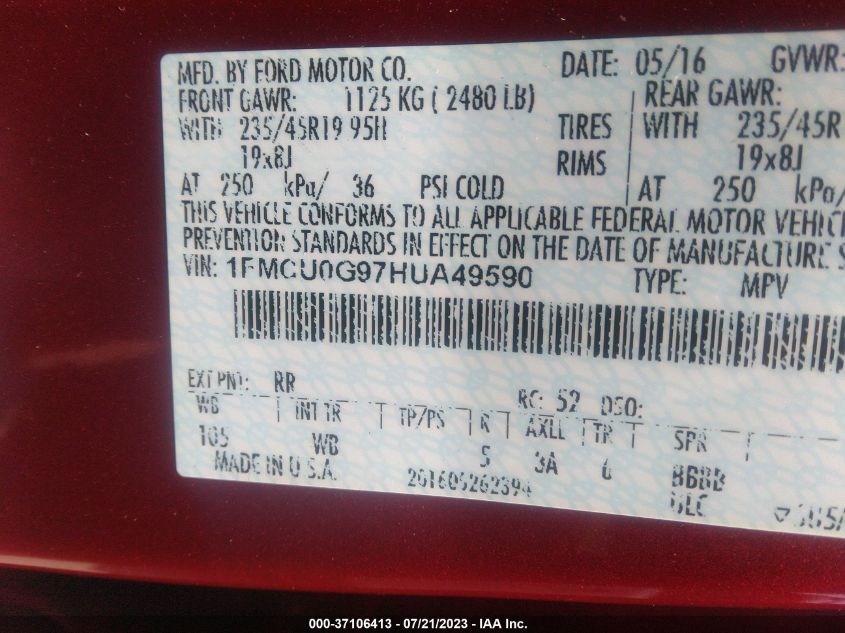 MFD. BY FORD MOTOR CO. DATE: 05/16 GVWR:
FRONT GAWR: 1125 KG ( 2480 LB) REAR GAWR:
WITH 235/45R19 95H TIRES WITH 235/45R
19x8J RIMS 19x8J
AT 250 kPa/ 36 PSI COLD AT 250 kPa/
THIS VEHICLE CONFORMS TO ALL APPLICABLE FEDERAL MOTOR VEHIC
PREVENTION STANDARDS IN EFFECT ON THE DATE OF MANUFACTURE S
VIN: 1FMCU0G97HUA49590 TYPE: MPV
EXT PNT: RR RC: 52 DSO:
WB INT TR TP/PS R AXLE TR SPR
105 WB 5 3A 6 BBBB
MADE IN U.S.A. ULC
000-37106413 - 07/21/2023 - IAA Inc.